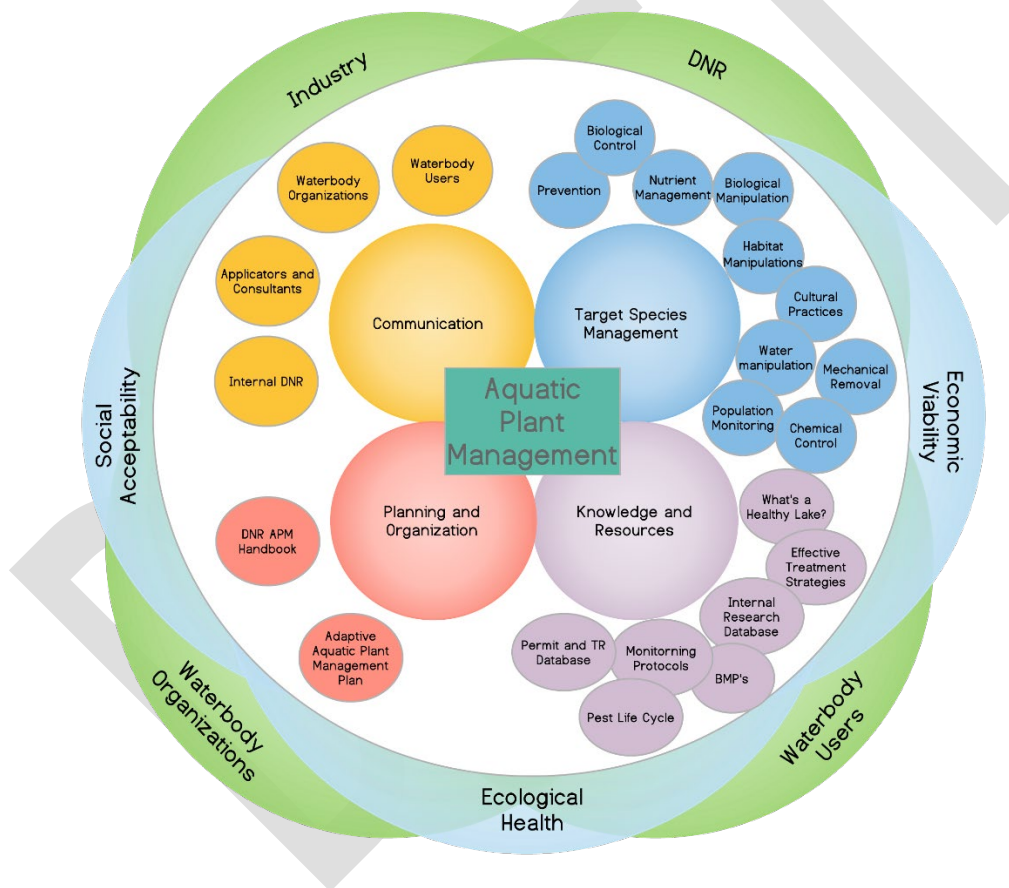 Industry
DNR
Social
Acceptability
Economic
Viability
Waterbody
Organizations
Ecological
Health
Waterbody
Users
Waterbody
Organizations
Waterbody
Users
Applicators and
Consultants
Internal DNR
Communication
Biological
Control
Prevention
Nutrient
Management
Biological
Manipulation
Habitat
Manipulations
Cultural
Practices
Water
manipulation
Mechanical
Removal
Population
Monitoring
Chemical
Control
Target Species
Management
Aquatic
Plant
Management
Planning and
Organization
DNR APM
Handbook
Adaptive
Aquatic Plant
Management
Plan
Knowledge and
Resources
What's a
Healthy Lake?
Effective
Treatment
Strategies
Internal
Research
Database
Permit and TR
Database
Monitorning
Protocols
BMP's
Pest Life Cycle